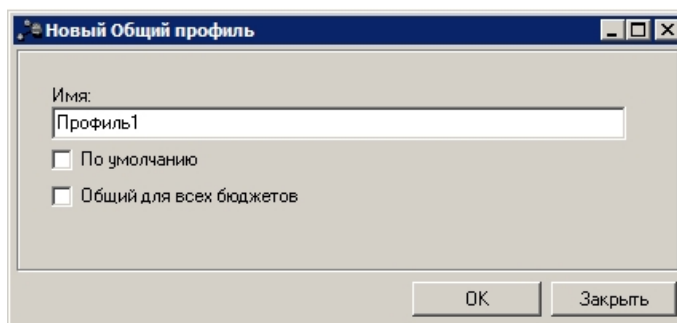 Новый Общий профиль
Имя:
Профиль1
По умолчанию
Общий для всех бюджетов
OK
Закрыть